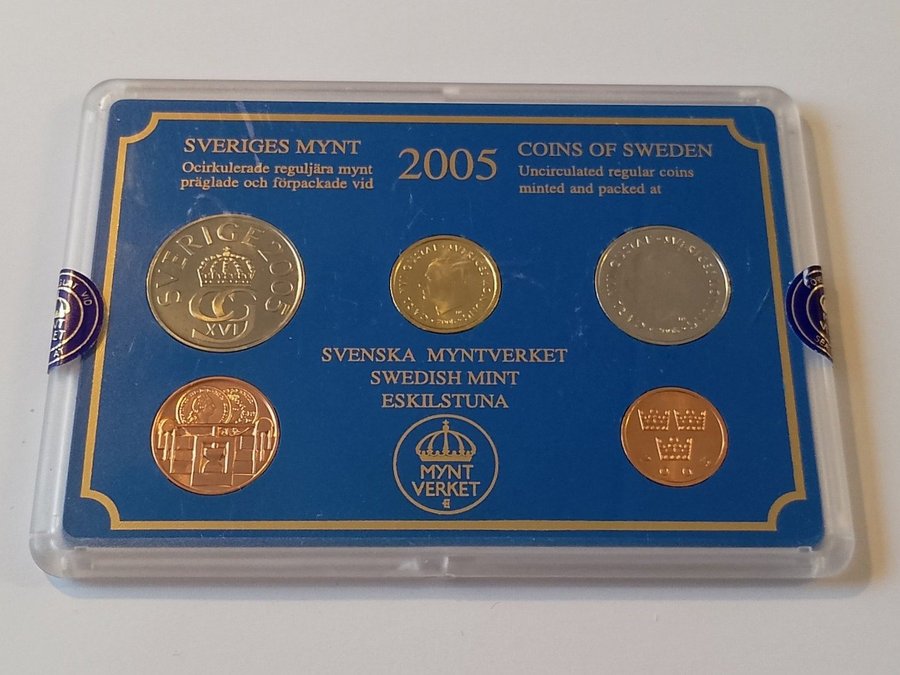 SVERIGES MYNT
Ocirkulerade reguljära mynt
präglade och förpackade vid
2005
COINS OF SWEDEN
Uncirculated regular coins
minted and packed at
SVERIGE 2005
XVI
SVENSKA MYNTVERKET
SWEDISH MINT
ESKILSTUNA
MYNT
VERKET